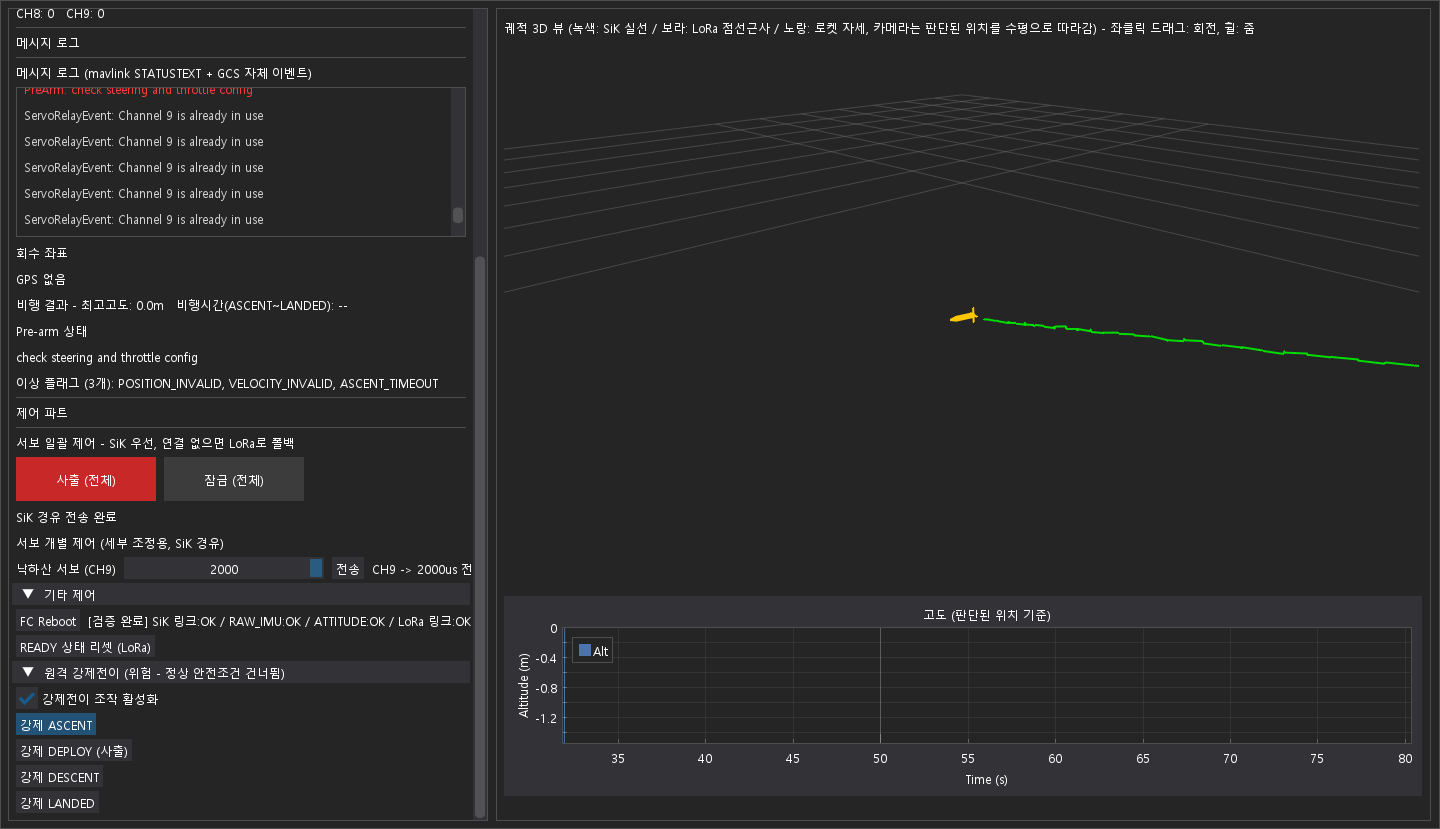 CH8: 0   CH9: 0
메시지 로그
메시지 로그 (mavlink STATUSTEXT + GCS 자체 이벤트)
PreArm: check steering and throttle config
ServoRelayEvent: Channel 9 is already in use
ServoRelayEvent: Channel 9 is already in use
ServoRelayEvent: Channel 9 is already in use
ServoRelayEvent: Channel 9 is already in use
ServoRelayEvent: Channel 9 is already in use
회수 좌표
GPS 없음
비행 결과 - 최고고도: 0.0m   비행시간(ASCENT~LANDED): --
Pre-arm 상태
check steering and throttle config
이상 플래그 (3개): POSITION_INVALID, VELOCITY_INVALID, ASCENT_TIMEOUT
제어 파트
서보 일괄 제어 - SiK 우선, 연결 없으면 LoRa로 폴백
사출 (전체)   잠금 (전체)
SiK 경유 전송 완료
서보 개별 제어 (세부 조정용, SiK 경유)
낙하산 서보 (CH9)   2000   전송   CH9 -> 2000us 전
기타 제어
FC Reboot   [검증 완료] SiK 링크:OK / RAW_IMU:OK / ATTITUDE:OK / LoRa 링크:OK
READY 상태 리셋 (LoRa)
원격 강제전이 (위험 - 정상 안전조건 건너뜀)
강제전이 조작 활성화
강제 ASCENT
강제 DEPLOY (사출)
강제 DESCENT
강제 LANDED
궤적 3D 뷰 (녹색: SiK 실선 / 보라: LoRa 점선근사 / 노랑: 로켓 자세, 카메라는 판단된 위치를 수평으로 따라감) - 좌클릭 드래그: 회전, 휠: 줌
고도 (판단된 위치 기준)
Alt
Altitude (m)
0
-0.4
-0.8
-1.2
35 40 45 50 55 60 65 70 75 80
Time (s)